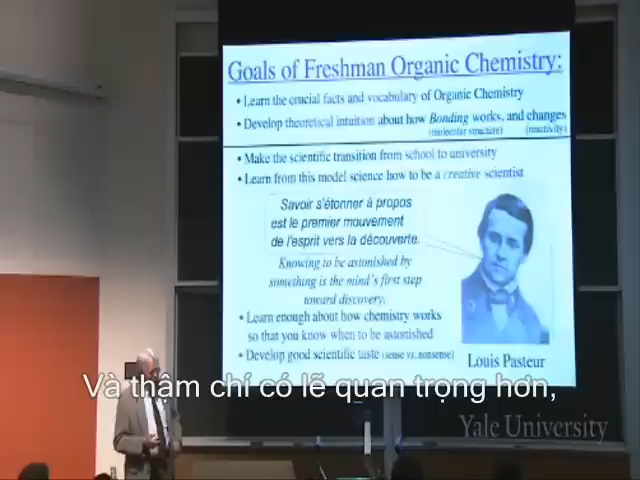 Goals of Freshman Organic Chemistry:
• Learn the crucial facts and vocabulary of Organic Chemistry
• Develop theoretical intuition about how Bonding works, and changes
(molecular structure) (reactivity)
• Make the scientific transition from school to university
• Learn from this model science how to be a creative scientist
Savoir s'étonner à propos
est le premier mouvement
de l'esprit vers la découverte.
Knowing to be astonished by
something is the mind's first step
toward discovery.
• Learn enough about how chemistry works
so that you know when to be astonished
• Develop good scientific taste (sense vs. nonsense)
Louis Pasteur
Và thậm chí có lẽ quan trọng hơn,
Yale University